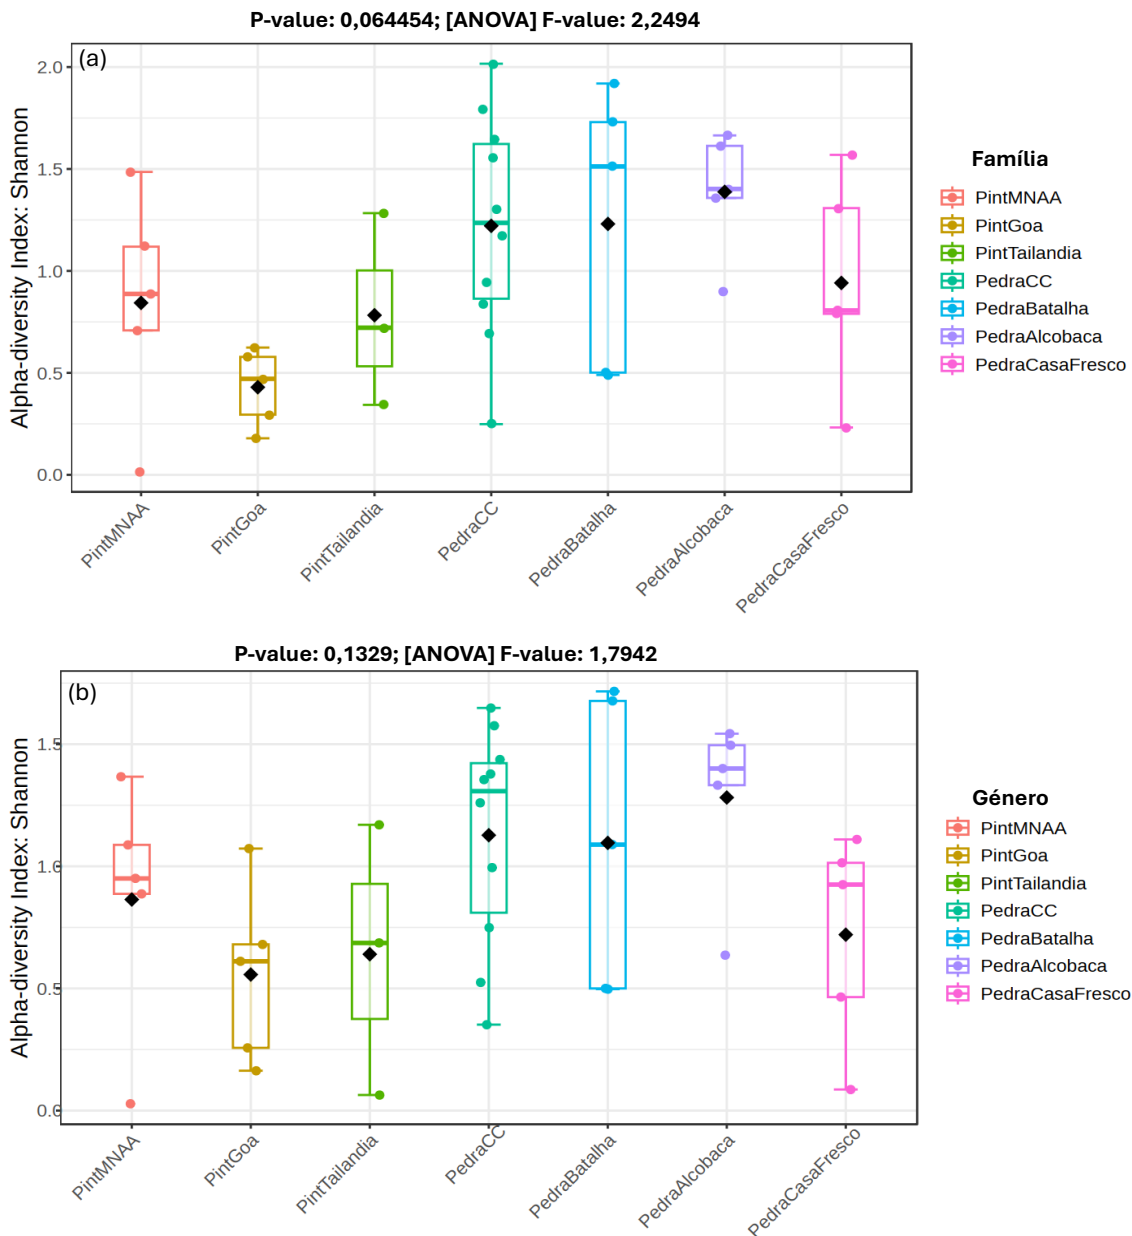 P-value: 0,064454; [ANOVA] F-value: 2,2494
(a)
Alpha-diversity Index: Shannon
2.0
1.5
1.0
0.5
0.0
PintMNAA
PintGoa
PintTailandia
PedraCC
PedraBatalha
PedraAlcobaca
PedraCasaFresco
Família
PintMNAA
PintGoa
PintTailandia
PedraCC
PedraBatalha
PedraAlcobaca
PedraCasaFresco
P-value: 0,1329; [ANOVA] F-value: 1,7942
(b)
Alpha-diversity Index: Shannon
1.5
1.0
0.5
0.0
PintMNAA
PintGoa
PintTailandia
PedraCC
PedraBatalha
PedraAlcobaca
PedraCasaFresco
Género
PintMNAA
PintGoa
PintTailandia
PedraCC
PedraBatalha
PedraAlcobaca
PedraCasaFresco